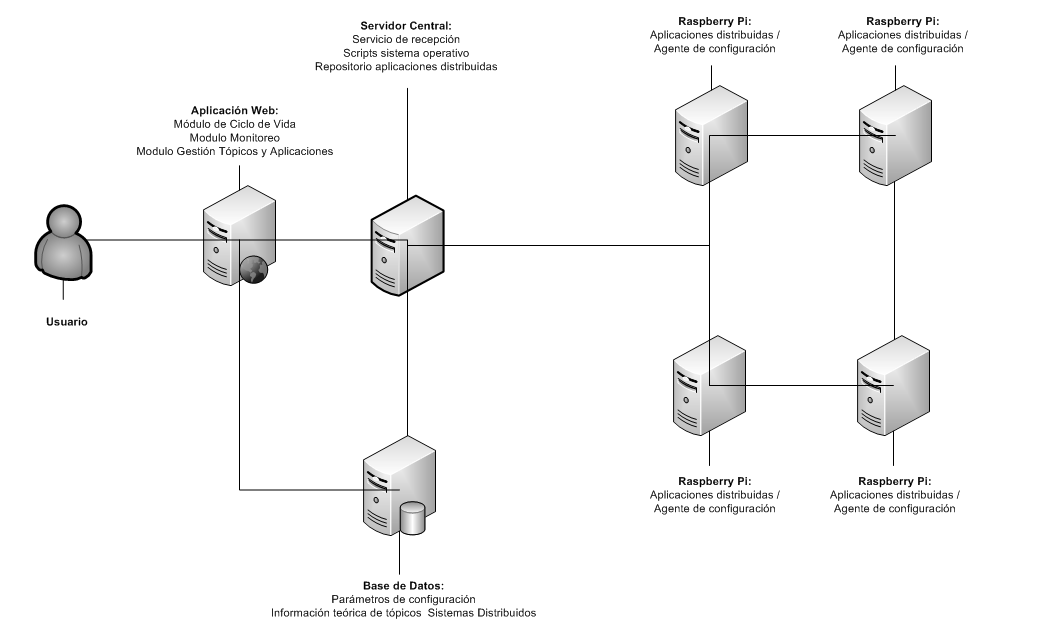 Servidor Central:
Servicio de recepción
Scripts sistema operativo
Repositorio aplicaciones distribuidas
Raspberry Pi:
Aplicaciones distribuidas /
Agente de configuración
Raspberry Pi:
Aplicaciones distribuidas /
Agente de configuración
Aplicación Web:
Módulo de Ciclo de Vida
Modulo Monitoreo
Modulo Gestión Tópicos y Aplicaciones
Usuario
Raspberry Pi:
Aplicaciones distribuidas /
Agente de configuración
Raspberry Pi:
Aplicaciones distribuidas /
Agente de configuración
Base de Datos:
Parámetros de configuración
Información teórica de tópicos Sistemas Distribuidos